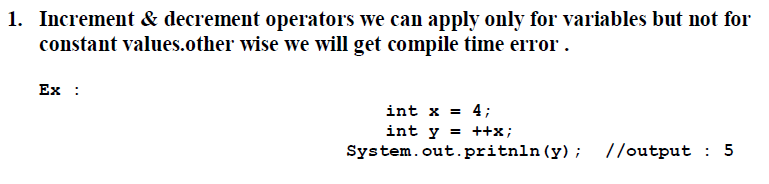 1. Increment & decrement operators we can apply only for variables but not for
constant values.other wise we will get compile time error .
Ex :
int x = 4;
int y = ++x;
System.out.pritnln(y); //output : 5